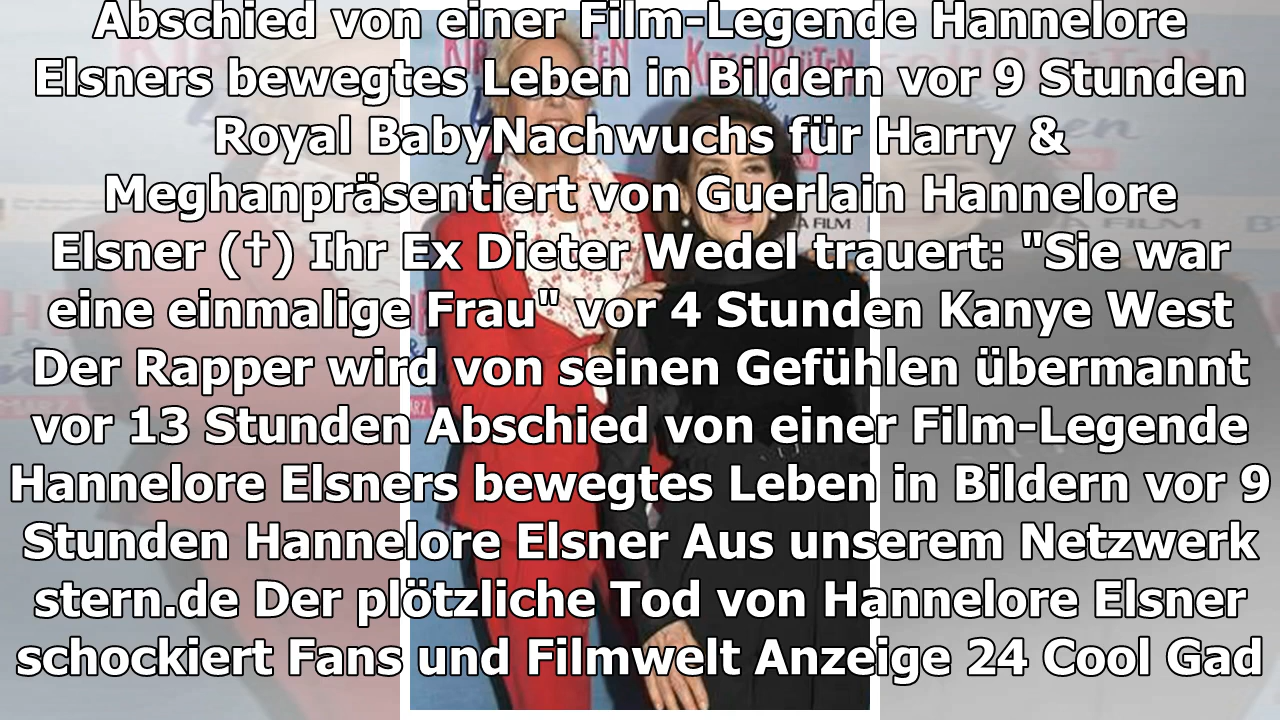 Abschied von einer Film-Legende Hannelore
Elsners bewegtes Leben in Bildern vor 9 Stunden
Royal BabyNachwuchs für Harry &
Meghanpräsentiert von Guerlain Hannelore
Elsner (†) Ihr Ex Dieter Wedel trauert: "Sie war
eine einmalige Frau" vor 4 Stunden Kanye West
Der Rapper wird von seinen Gefühlen übermannt
vor 13 Stunden Abschied von einer Film-Legende
Hannelore Elsners bewegtes Leben in Bildern vor 9
Stunden Hannelore Elsner Aus unserem Netzwerk
stern.de Der plötzliche Tod von Hannelore Elsner
schockiert Fans und Filmwelt Anzeige 24 Cool Gad
FILM